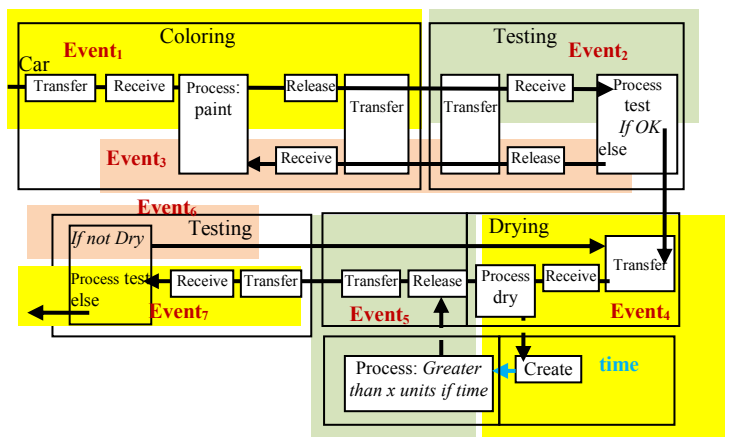 Coloring
Testing
Event1
Event2
Car
Transfer
Receive
Process:
paint
Release
Transfer
Transfer
Receive
Process
test
If OK
else
Event3
Receive
Release
Event6
If not Dry
Testing
Drying
Process test
else
Receive
Transfer
Transfer
Release
Process
dry
Receive
Transfer
Event7
Event5
Event4
Process: Greater
than x units if time
Create
time